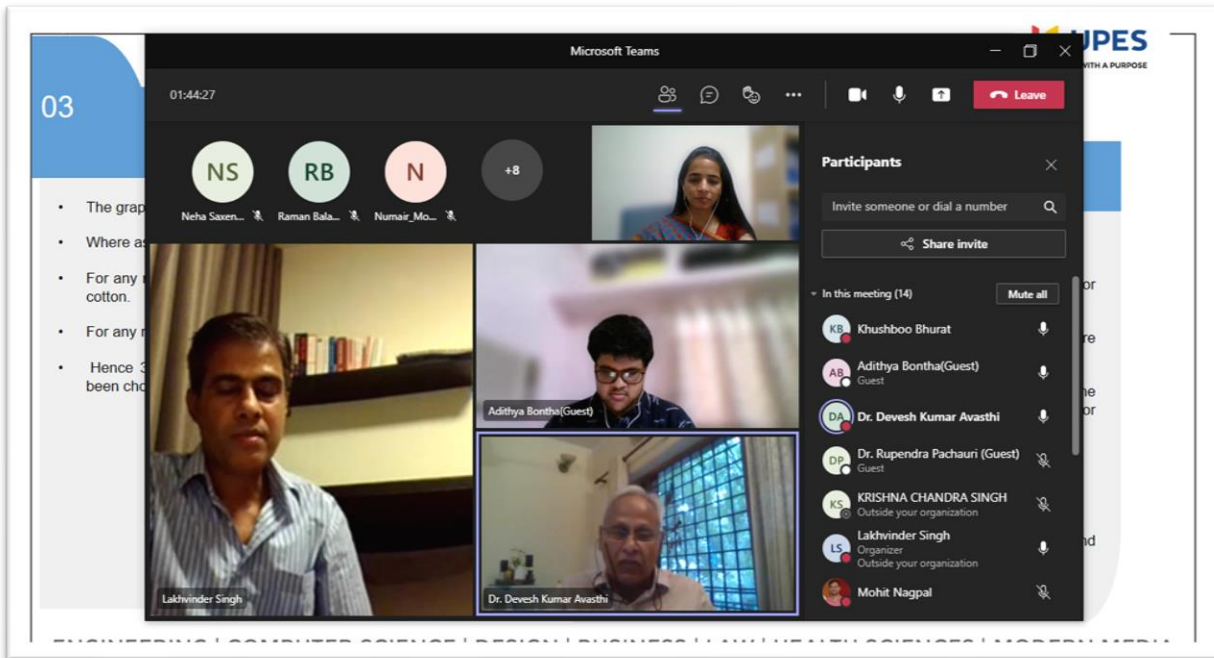 UPES
WITH A PURPOSE
03
Microsoft Teams
01:44:27
Leave
NS
RB
N
+8
Neha Saxen...
Raman Bala...
Numair_Mo...
Lakhvinder Singh
Adithya Bontha(Guest)
Dr. Devesh Kumar Avasthi
Participants
Invite someone or dial a number
Share invite
In this meeting (14)
Mute all
KB
Khushboo Bhurat
AB
Adithya Bontha(Guest)
Guest
DA
Dr. Devesh Kumar Avasthi
DP
Dr. Rupendra Pachauri (Guest)
Guest
KS
KRISHNA CHANDRA SINGH
Outside your organization
LS
Lakhvinder Singh
Organizer
Outside your organization
Mohit Nagpal
• The grap
• Where as
• For any
cotton.
• For any
• Hence 3
been cho
or
re
ne
or
nd
ENGINEERING | COMPUTER SCIENCE | DESIGN | BUSINESS | LAW | HEALTH SCIENCES | MODERN MEDIA